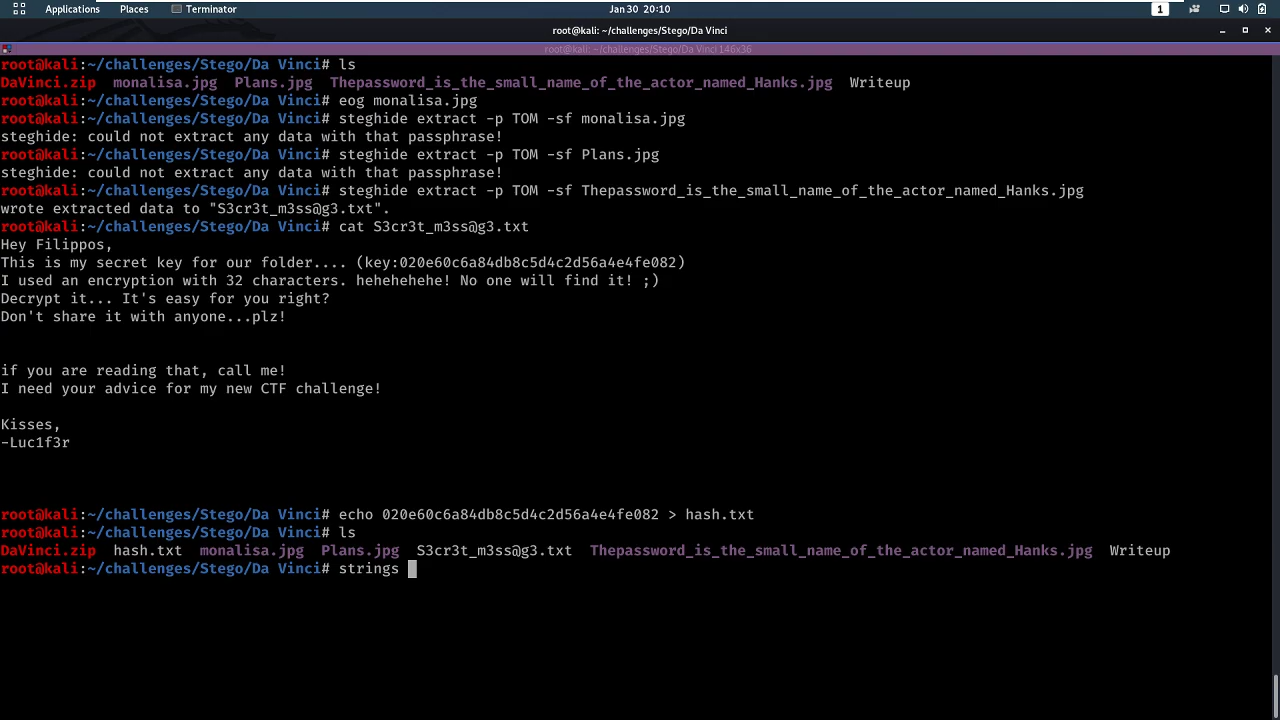 Applications Places Terminator Jan 30 20:10 1
root@kali: ~/challenges/Stego/Da Vinci
root@kali: ~/challenges/Stego/Da Vinci 146x36
root@kali:~/challenges/Stego/Da Vinci# ls
DaVinci.zip monalisa.jpg Plans.jpg Thepassword_is_the_small_name_of_the_actor_named_Hanks.jpg Writeup
root@kali:~/challenges/Stego/Da Vinci# eog monalisa.jpg
root@kali:~/challenges/Stego/Da Vinci# steghide extract -p TOM -sf monalisa.jpg
steghide: could not extract any data with that passphrase!
root@kali:~/challenges/Stego/Da Vinci# steghide extract -p TOM -sf Plans.jpg
steghide: could not extract any data with that passphrase!
root@kali:~/challenges/Stego/Da Vinci# steghide extract -p TOM -sf Thepassword_is_the_small_name_of_the_actor_named_Hanks.jpg
wrote extracted data to "S3cr3t_m3ss@g3.txt".
root@kali:~/challenges/Stego/Da Vinci# cat S3cr3t_m3ss@g3.txt
Hey Filippos,
This is my secret key for our folder.... (key:020e60c6a84db8c5d4c2d56a4e4fe082)
I used an encryption with 32 characters. hehehehehe! No one will find it! ;)
Decrypt it... It's easy for you right?
Don't share it with anyone...plz!
if you are reading that, call me!
I need your advice for my new CTF challenge!
Kisses,
-Luc1f3r
root@kali:~/challenges/Stego/Da Vinci# echo 020e60c6a84db8c5d4c2d56a4e4fe082 > hash.txt
root@kali:~/challenges/Stego/Da Vinci# ls
DaVinci.zip hash.txt monalisa.jpg Plans.jpg S3cr3t_m3ss@g3.txt Thepassword_is_the_small_name_of_the_actor_named_Hanks.jpg Writeup
root@kali:~/challenges/Stego/Da Vinci# strings